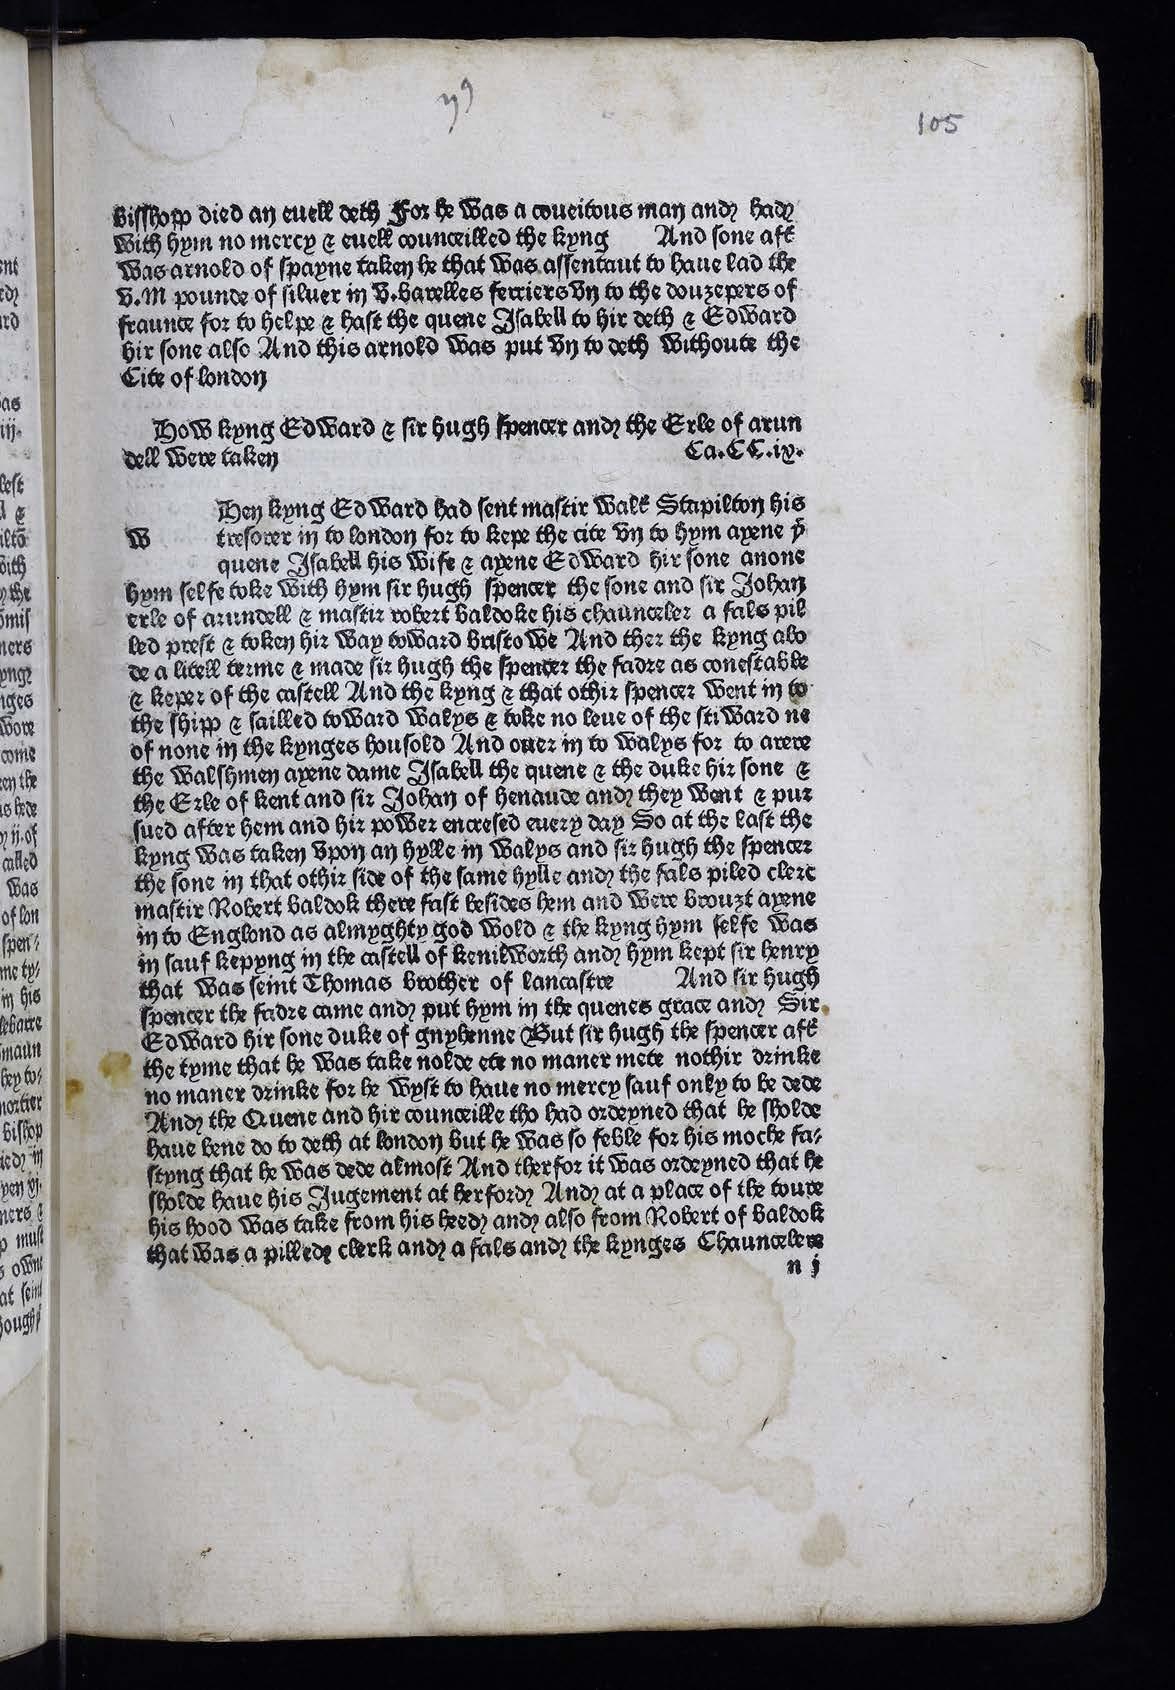 105
bisshopp died an euell deth For he was a coueitous man and had
with hym no mercy & euell counceilled the kyng And sone aft̛
was arnold of spayne taken he that was assentaut to haue lad the
v.M pounde of siluer in v.barelles ferriers vn to the douzepers of
fraunce for to helpe & hast the quene Isabell to hir deth & Edward
hir sone also And this arnold was put vn to deth withoute the
Cite of london
How kyng Edward & sir hugh spencer and the Erle of arun
dell were taken Ca.CC.ix.
Hen kyng Edward had sent mastir walt̛ Stapilton his
w tresorer in to london for to kepe the cite vn to hym ayene yͤ
quene Isabell his wife & ayene Edward hir sone anone
hym selfe toke with hym sir hugh spencer the sone and sir Johan
erle of arundell & mastir robert baldoke his chaunceler a fals pil
led prest & token hir way toward bristowe And ther the kyng abo
de a litell terme & made sir hugh the spencer the fadre as conestable
& keper of the castell And the kyng & that othir spencer went in to
the shipp & sailled toward walys & toke no leue of the stiward ne
of none in the kynges housold And ouer in to walys for to arere
the walshmen ayene dame Isabell the quene & the duke hir sone &
the Erle of kent and sir Johan of henaude and they went & pur
sued after hem and hir power encresed euery day So at the last the
kyng was taken vpon an hylle in walys and sir hugh the spencer
the sone in that othir side of the same hylle and the fals piled clerc
mastir Robert baldok there fast besides hem and were brouzt ayene
in to Englond as almyghty god wold & the kyng hym selfe was
in sauf kepyng in the castell of kenilworth and hym kept sir henry
that was seint Thomas brother of lancastre And sir hugh
spencer the fadre came and put hym in the quenes grace and Sir
Edward hir sone duke of gnyhenne But sir hugh the spencer aft̛
the tyme that he was take nolde ete no maner mete nothir drinke
no maner drinke for he wyst to haue no mercy sauf only to be dede
And the Quene and hir counceille tho had ordeyned that he sholde
haue bene do to deth at london but he was so feble for his moche fa⸗
styng that he was dede almost And therfor it was ordeyned that he
sholde haue his Jugement at herford And at a place of the toure
his hood was take from his heed and also from Robert of baldok
that was a pilled clerk and a fals and the kynges Chauncelere
n j